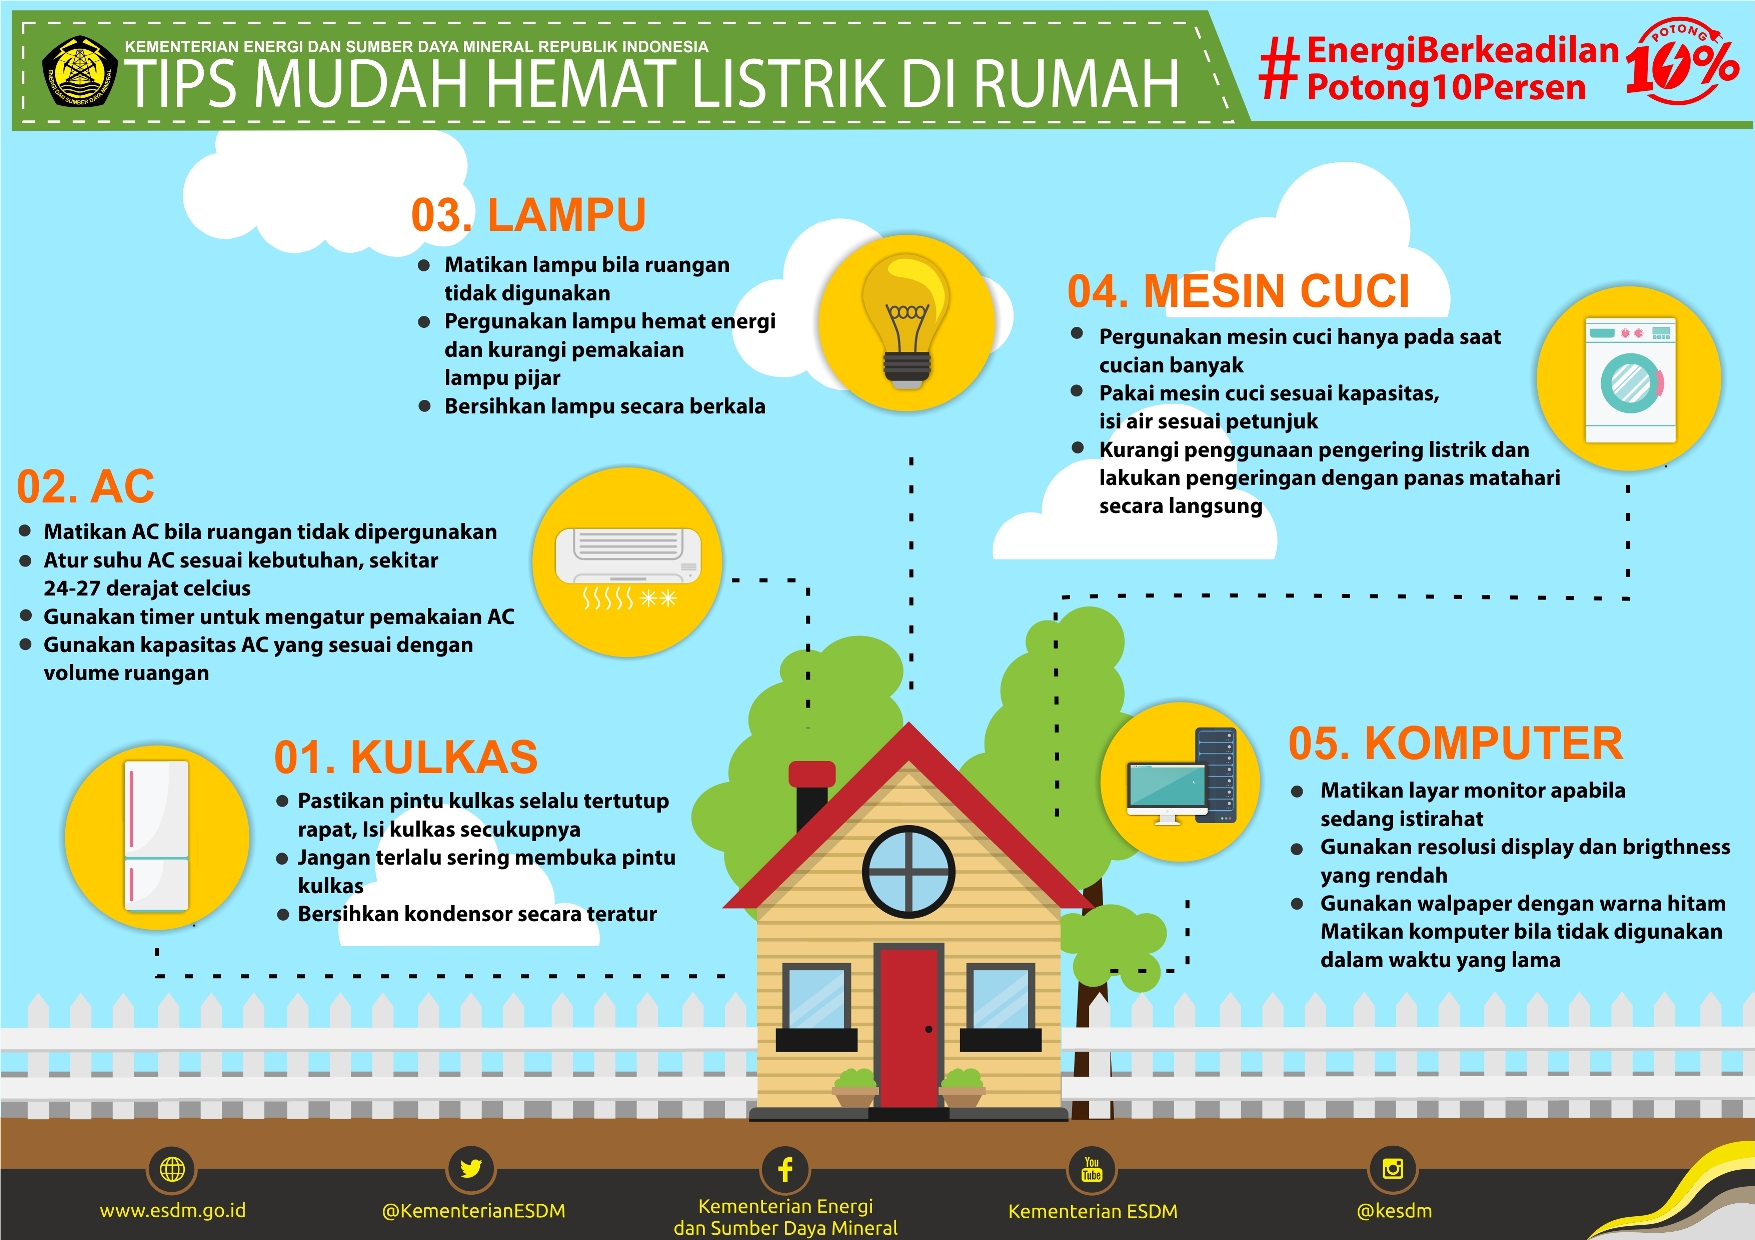 KEMENTERIAN ENERGI DAN SUMBER DAYA MINERAL REPUBLIK INDONESIA
TIPS MUDAH HEMAT LISTRIK DI RUMAH
#EnergiBerkeadilan
Potong10Persen
POTONG
10%
03. LAMPU
Matikan lampu bila ruangan
tidak digunakan
Pergunakan lampu hemat energi
dan kurangi pemakaian
lampu pijar
Bersihkan lampu secara berkala
04. MESIN CUCI
Pergunakan mesin cuci hanya pada saat
cucian banyak
Pakai mesin cuci sesuai kapasitas,
isi air sesuai petunjuk
Kurangi penggunaan pengering listrik dan
lakukan pengeringan dengan panas matahari
secara langsung
02. AC
Matikan AC bila ruangan tidak dipergunakan
Atur suhu AC sesuai kebutuhan, sekitar
24-27 derajat celcius
Gunakan timer untuk mengatur pemakaian AC
Gunakan kapasitas AC yang sesuai dengan
volume ruangan
01. KULKAS
Pastikan pintu kulkas selalu tertutup
rapat, Isi kulkas secukupnya
Jangan terlalu sering membuka pintu
kulkas
Bersihkan kondensor secara teratur
05. KOMPUTER
Matikan layar monitor apabila
sedang istirahat
Gunakan resolusi display dan brigthness
yang rendah
Gunakan walpaper dengan warna hitam
Matikan komputer bila tidak digunakan
dalam waktu yang lama
www.esdm.go.id
@KementerianESDM
Kementerian Energi
dan Sumber Daya Mineral
You
Tube
Kementerian ESDM
@kesdm